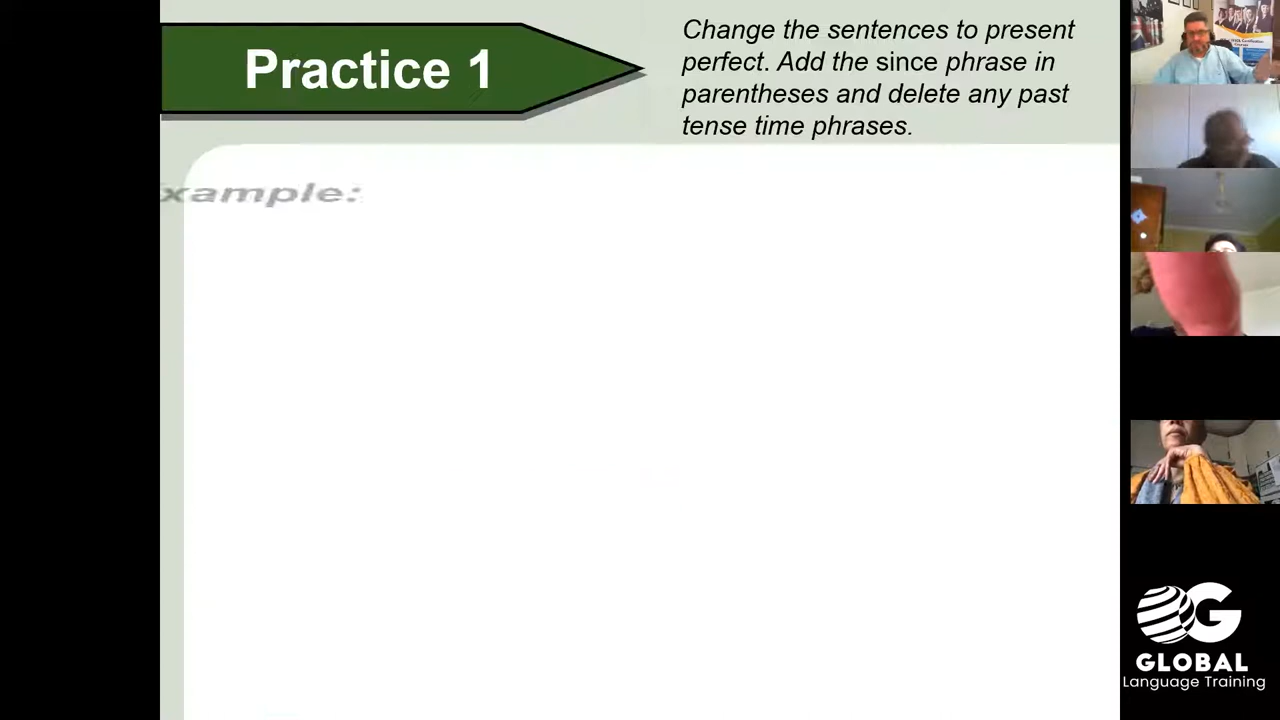 Practice 1
Change the sentences to present
perfect. Add the since phrase in
parentheses and delete any past
tense time phrases.
xample:
GLOBAL
Language Training